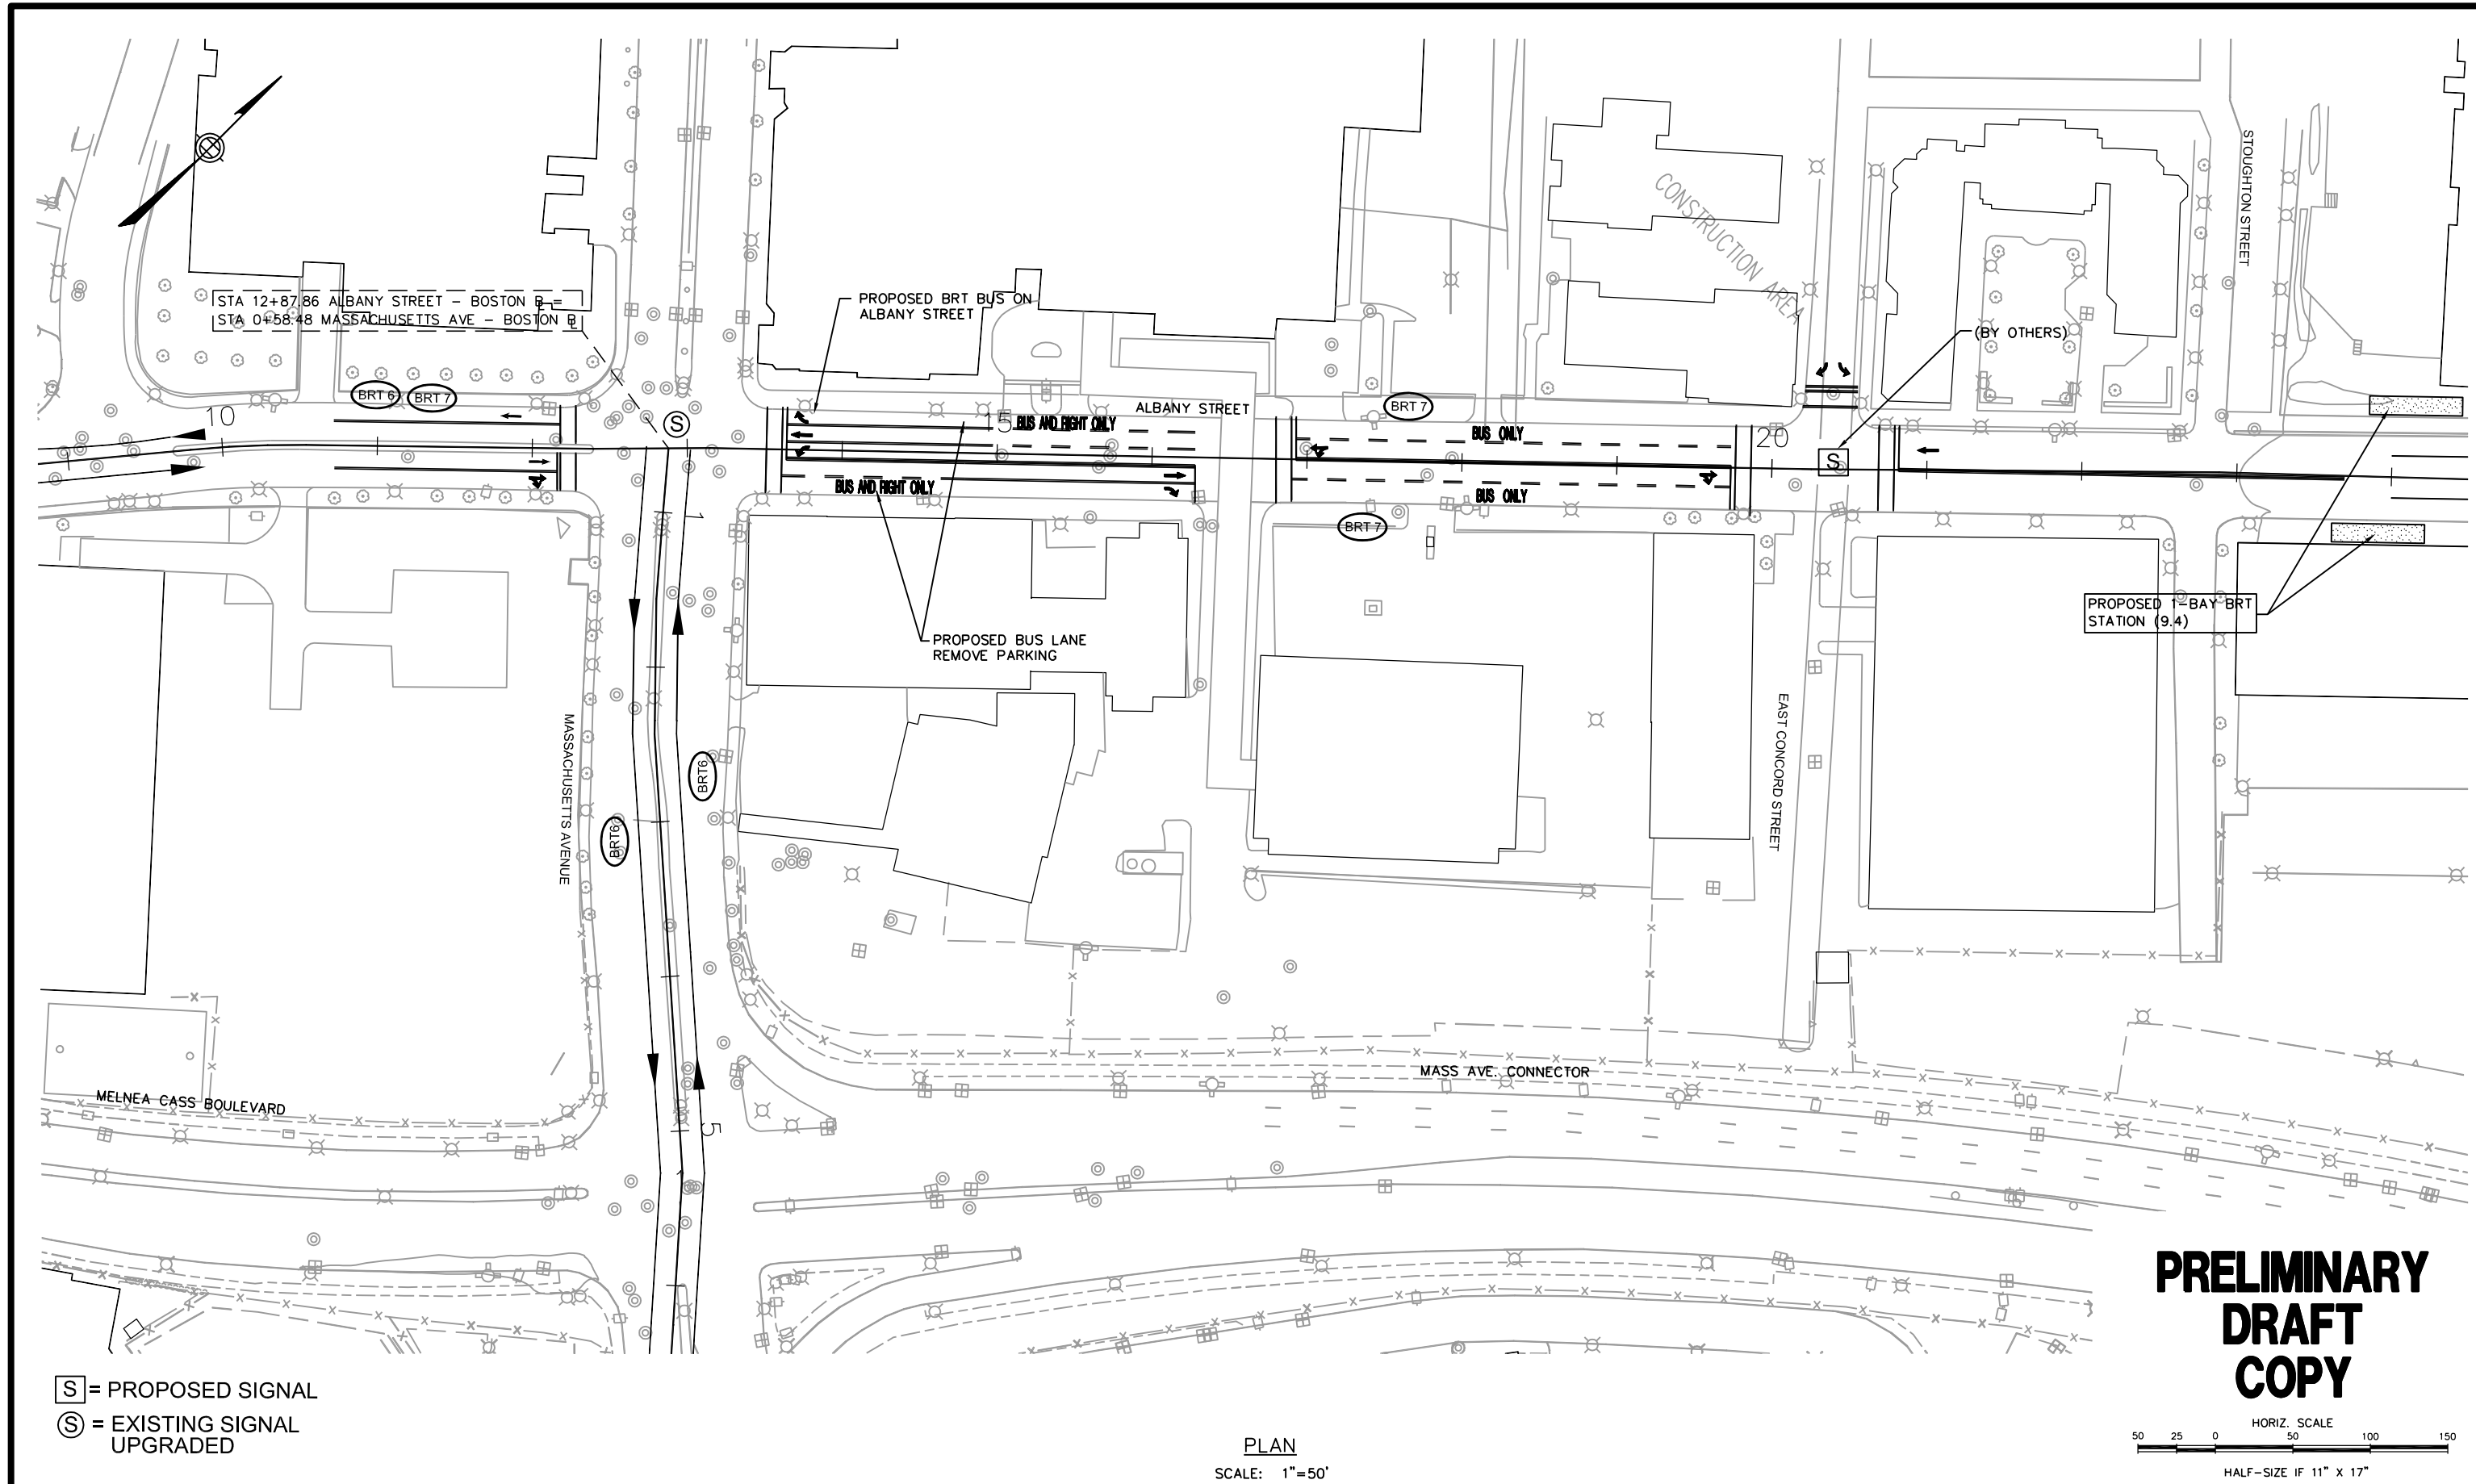 STOUGHTON STREET
CONSTRUCTION AREA
STA 12+87.86 ALBANY STREET - BOSTON B =
STA 0+58.48 MASSACHUSETTS AVE - BOSTON B
PROPOSED BRT BUS ON
ALBANY STREET
(BY OTHERS)
BRT 6
BRT 7
BRT 7
10
ALBANY STREET
15
BUS AND RIGHT ONLY
S
BUS ONLY
20
S
BUS AND RIGHT ONLY
BUS ONLY
1
BRT 7
PROPOSED 1-BAY BRT
STATION (9.4)
PROPOSED BUS LANE
REMOVE PARKING
MASSACHUSETTS AVENUE
EAST CONCORD STREET
BRT6
BRT6
MASS AVE. CONNECTOR
MELNEA CASS BOULEVARD
5
PRELIMINARY
DRAFT
COPY
S = PROPOSED SIGNAL
S = EXISTING SIGNAL
UPGRADED
PLAN
SCALE: 1"=50'
HORIZ. SCALE
50 25 0 50 100 150
HALF-SIZE IF 11" X 17"